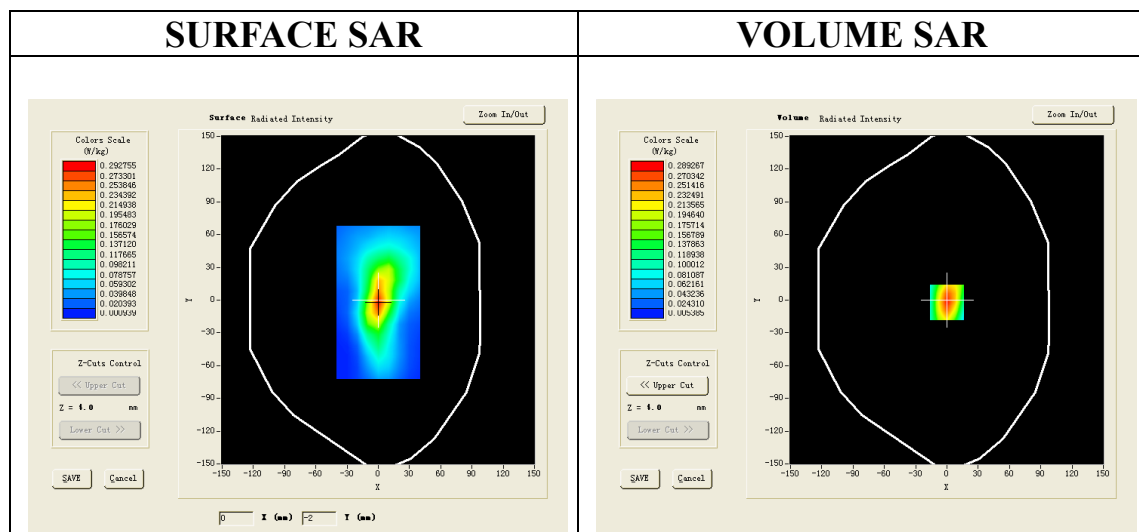 SURFACE SAR
VOLUME SAR
Surface Radiated Intensity
Zoom In/Out
Colors Scale
(W/kg)
0.292755
0.273301
0.253846
0.234392
0.214938
0.195483
0.176029
0.156574
0.137120
0.117665
0.098211
0.078757
0.059302
0.039848
0.020393
0.000939
150
120
90
60
30
0
-30
-60
-90
-120
-150
Y
-150 -120 -90 -60 -30 0 30 60 90 120 150
X
Z-Cuts Control
<< Upper Cut
Z = 4.0 mm
Lower Cut >>
SAVE Cancel
0 X (mm) -2 Y (mm)
Volume Radiated Intensity
Zoom In/Out
Colors Scale
(W/kg)
0.289267
0.270342
0.251416
0.232491
0.213565
0.194640
0.175714
0.156789
0.137863
0.118938
0.100012
0.081087
0.062161
0.043236
0.024310
0.005385
150
120
90
60
30
0
-30
-60
-90
-120
-150
Y
-150 -120 -90 -60 -30 0 30 60 90 120 150
X
Z-Cuts Control
<< Upper Cut
Z = 4.0 mm
Lower Cut >>
SAVE Cancel